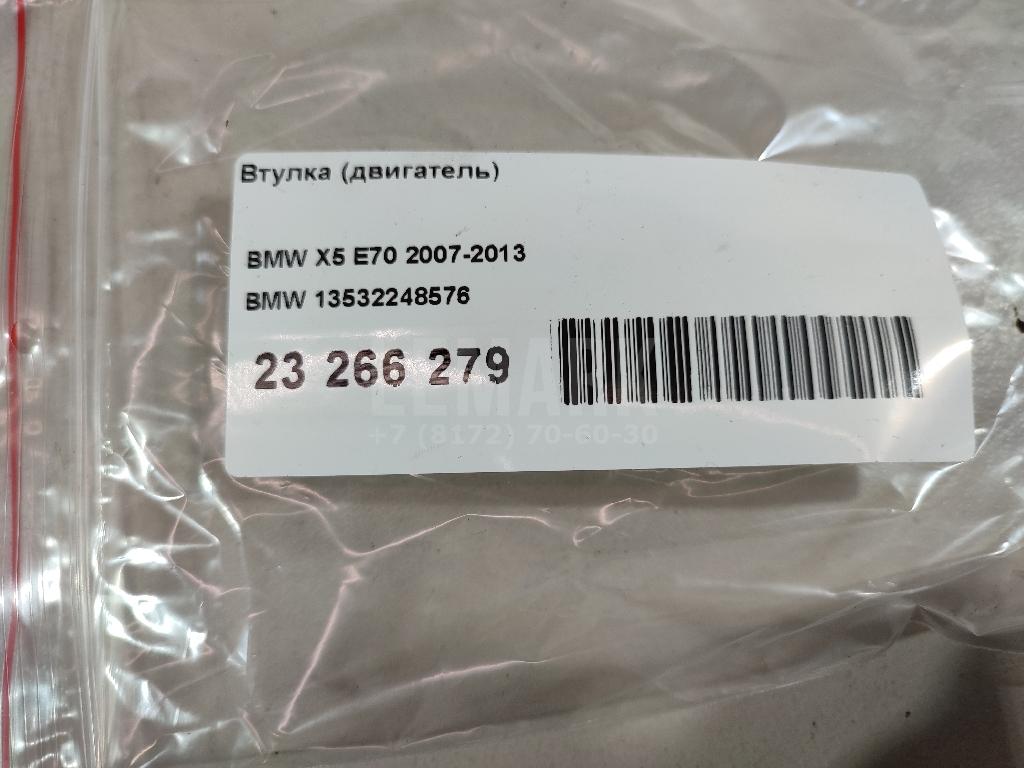 Втулка (двигатель)
BMW X5 E70 2007-2013
BMW 13532248576
23 266 279
+7 (8172) 70-60-30